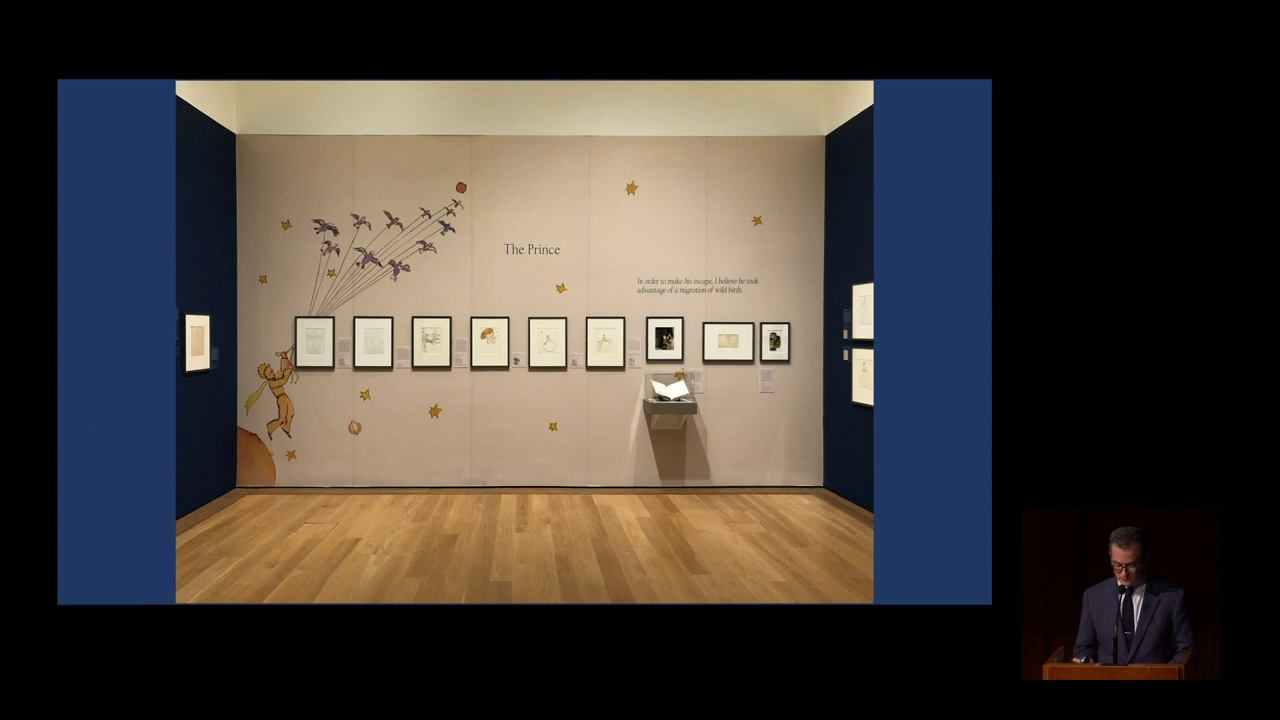 The Prince
In order to make his escape, I believe he took
advantage of a migration of wild birds.